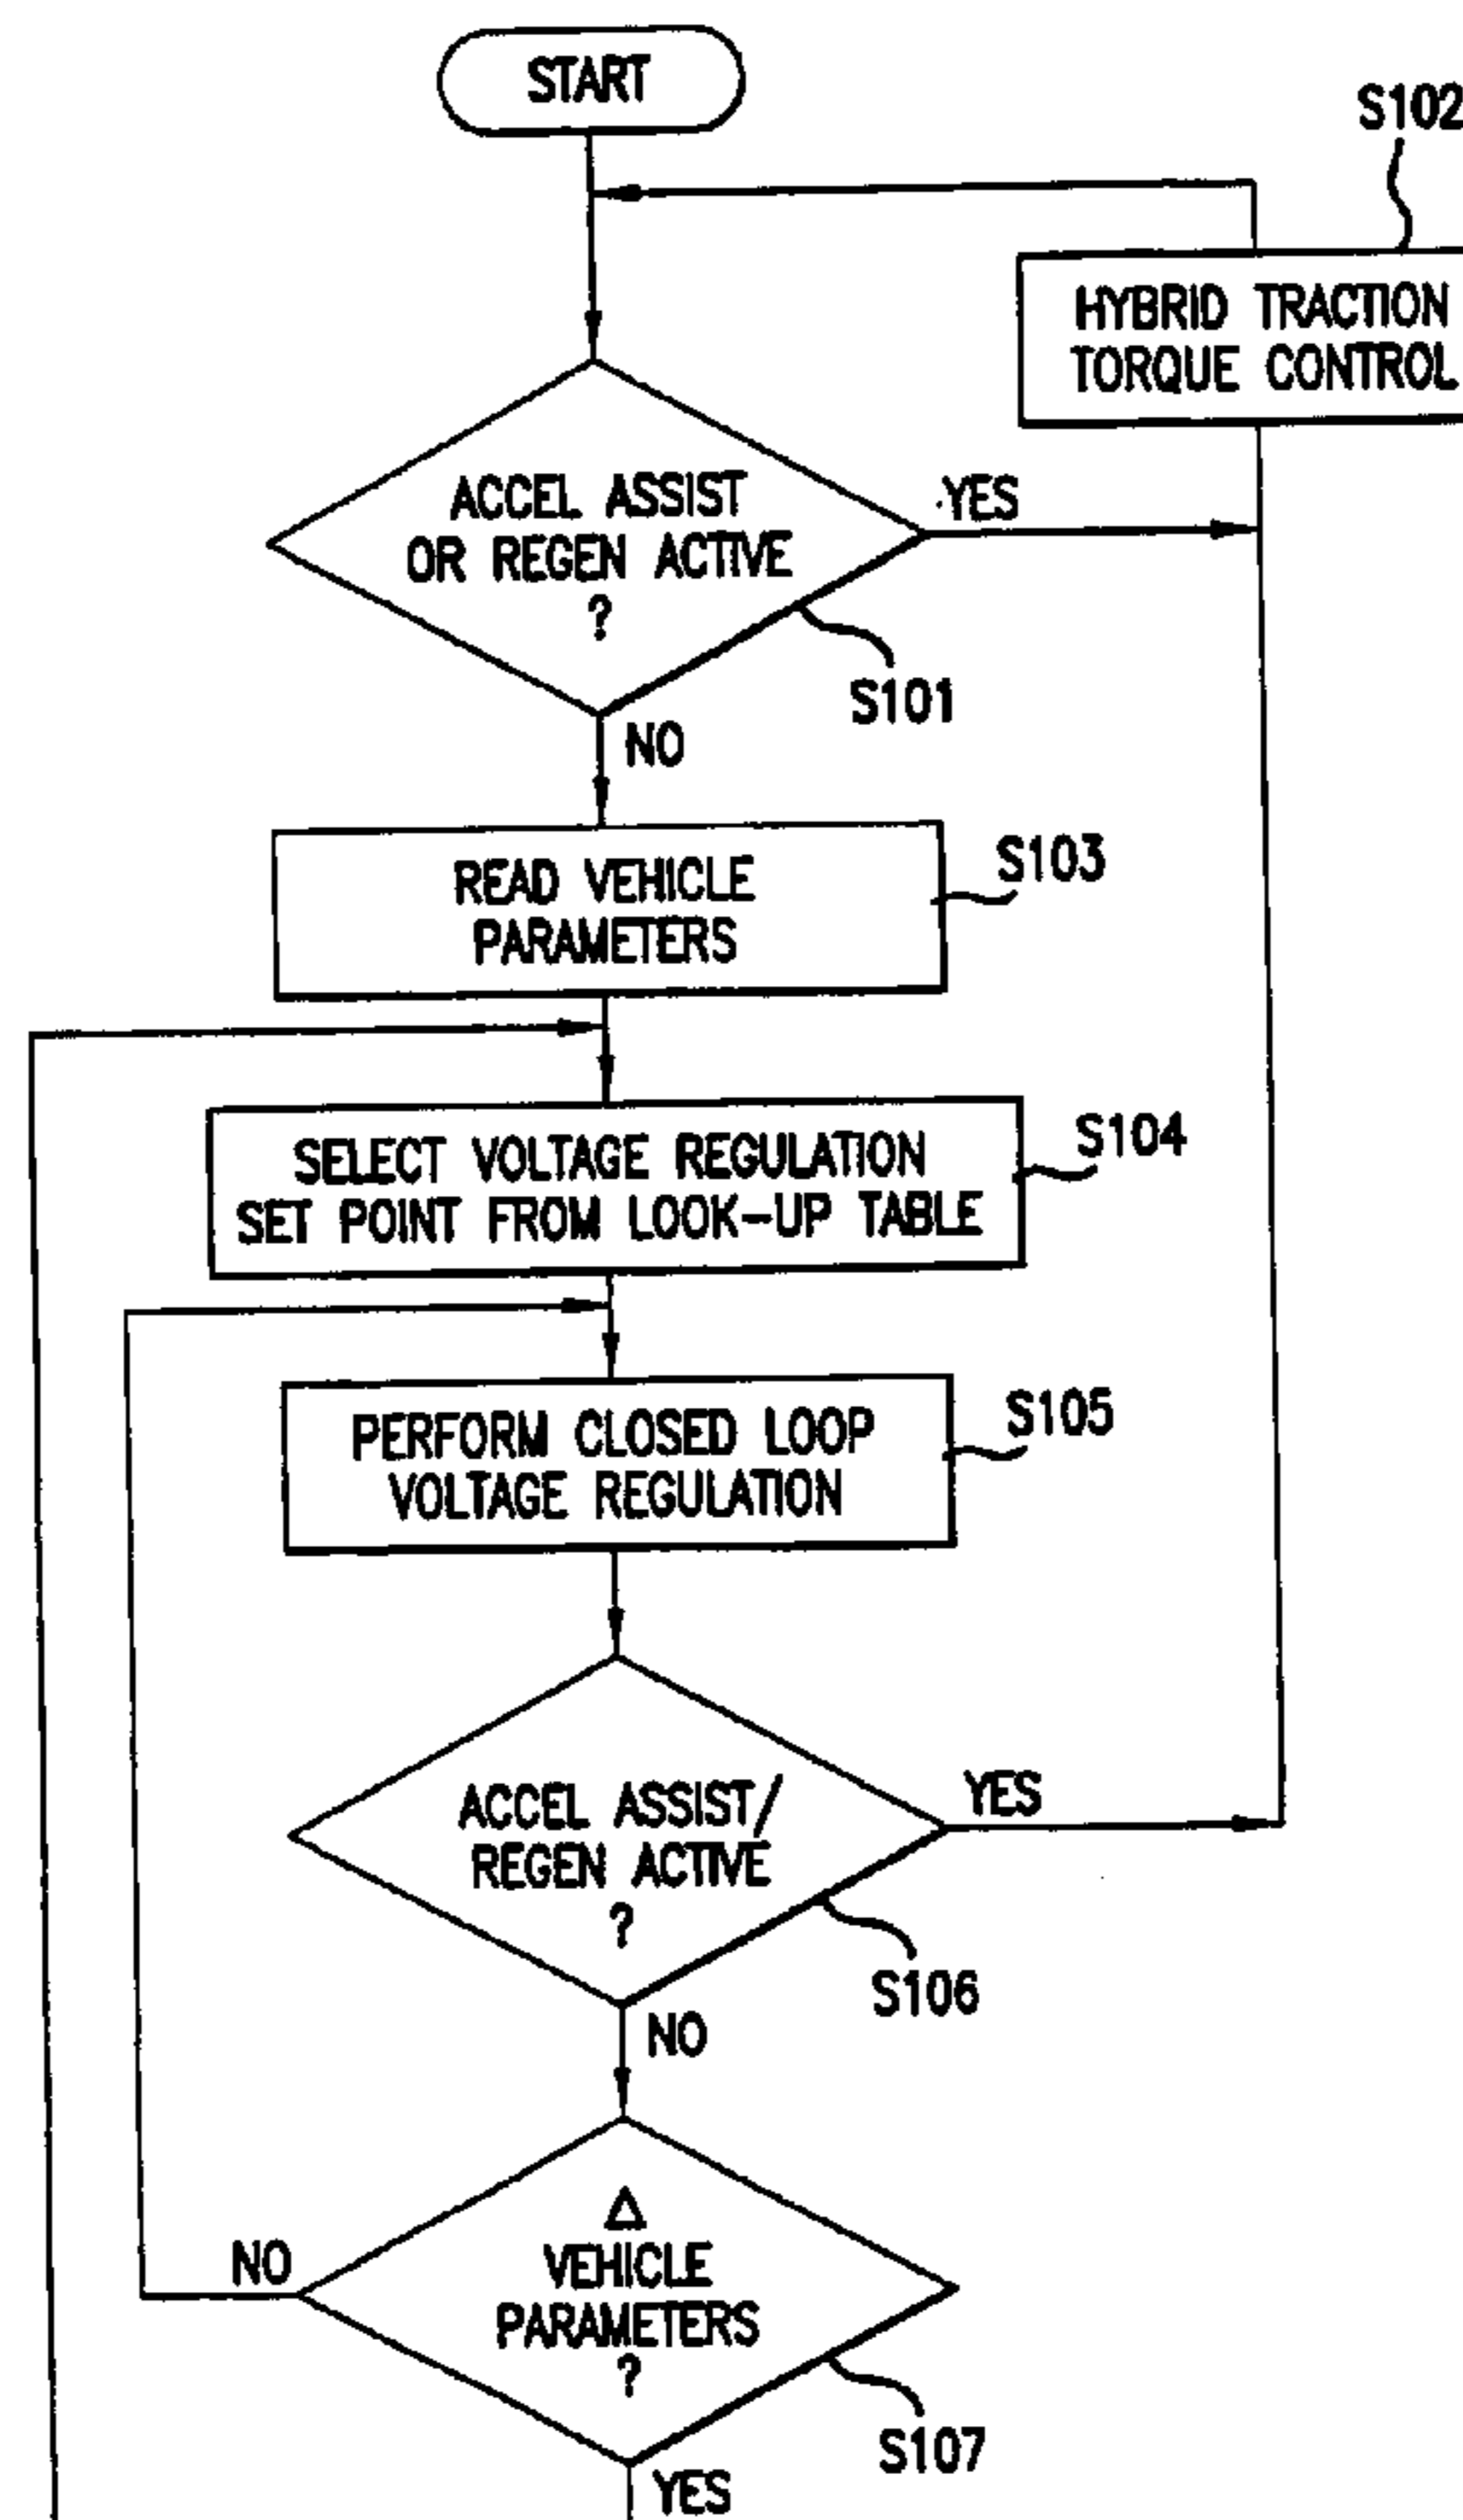 START
S102
HYBRID TRACTION
TORQUE CONTROL
ACCEL ASSIST
OR REGEN ACTIVE
?
YES
S101
NO
READ VEHICLE
PARAMETERS
S103
SELECT VOLTAGE REGULATION
SET POINT FROM LOOK-UP TABLE
S104
PERFORM CLOSED LOOP
VOLTAGE REGULATION
S105
ACCEL ASSIST/
REGEN ACTIVE
?
YES
S106
NO
Δ
VEHICLE
PARAMETERS
?
NO
S107
YES